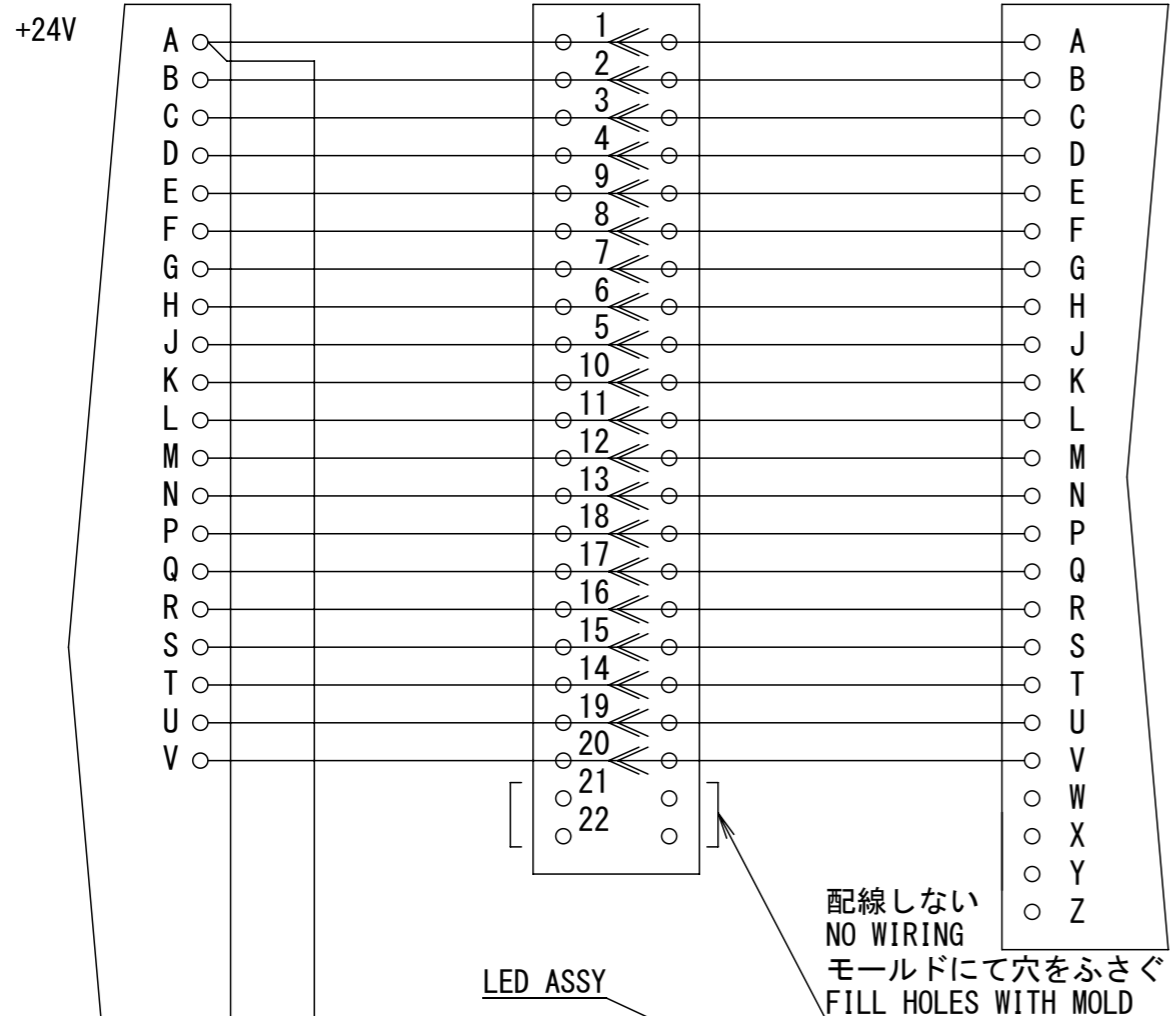 +24V
A 1 A
B 2 B
C 3 C
D 4 D
E 9 E
F 8 F
G 7 G
H 6 H
J 5 J
K 10 K
L 11 L
M 12 M
N 13 N
P 18 P
Q 17 Q
R 16 R
S 15 S
T 14 T
U 19 U
V 20 V
21 W
22 X
Y
Z
配線しない
NO WIRING
モールドにて穴をふさぐ
FILL HOLES WITH MOLD
LED ASSY